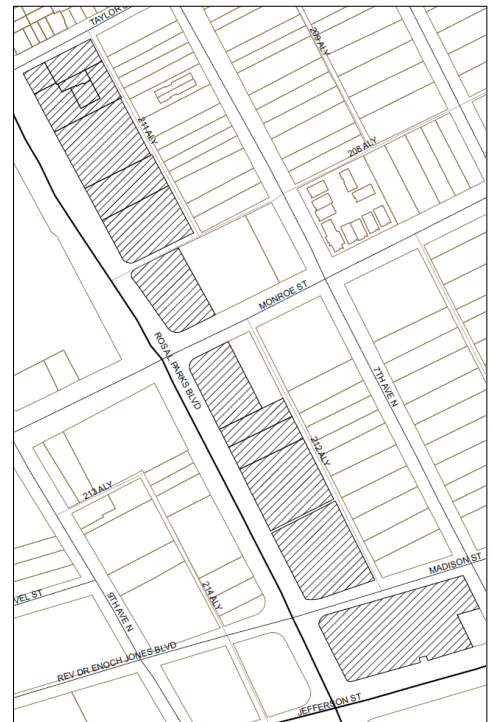 TAYLOR
209 ALY
211 ALY
208 ALY
MONROE ST
ROSA L PARKS BLVD
7TH AVE N
212 ALY
213 ALY
MADISON ST
VEL ST
9TH AVE N
214 ALY
REV DR ENOCH JONES BLVD
JEFFERSON ST